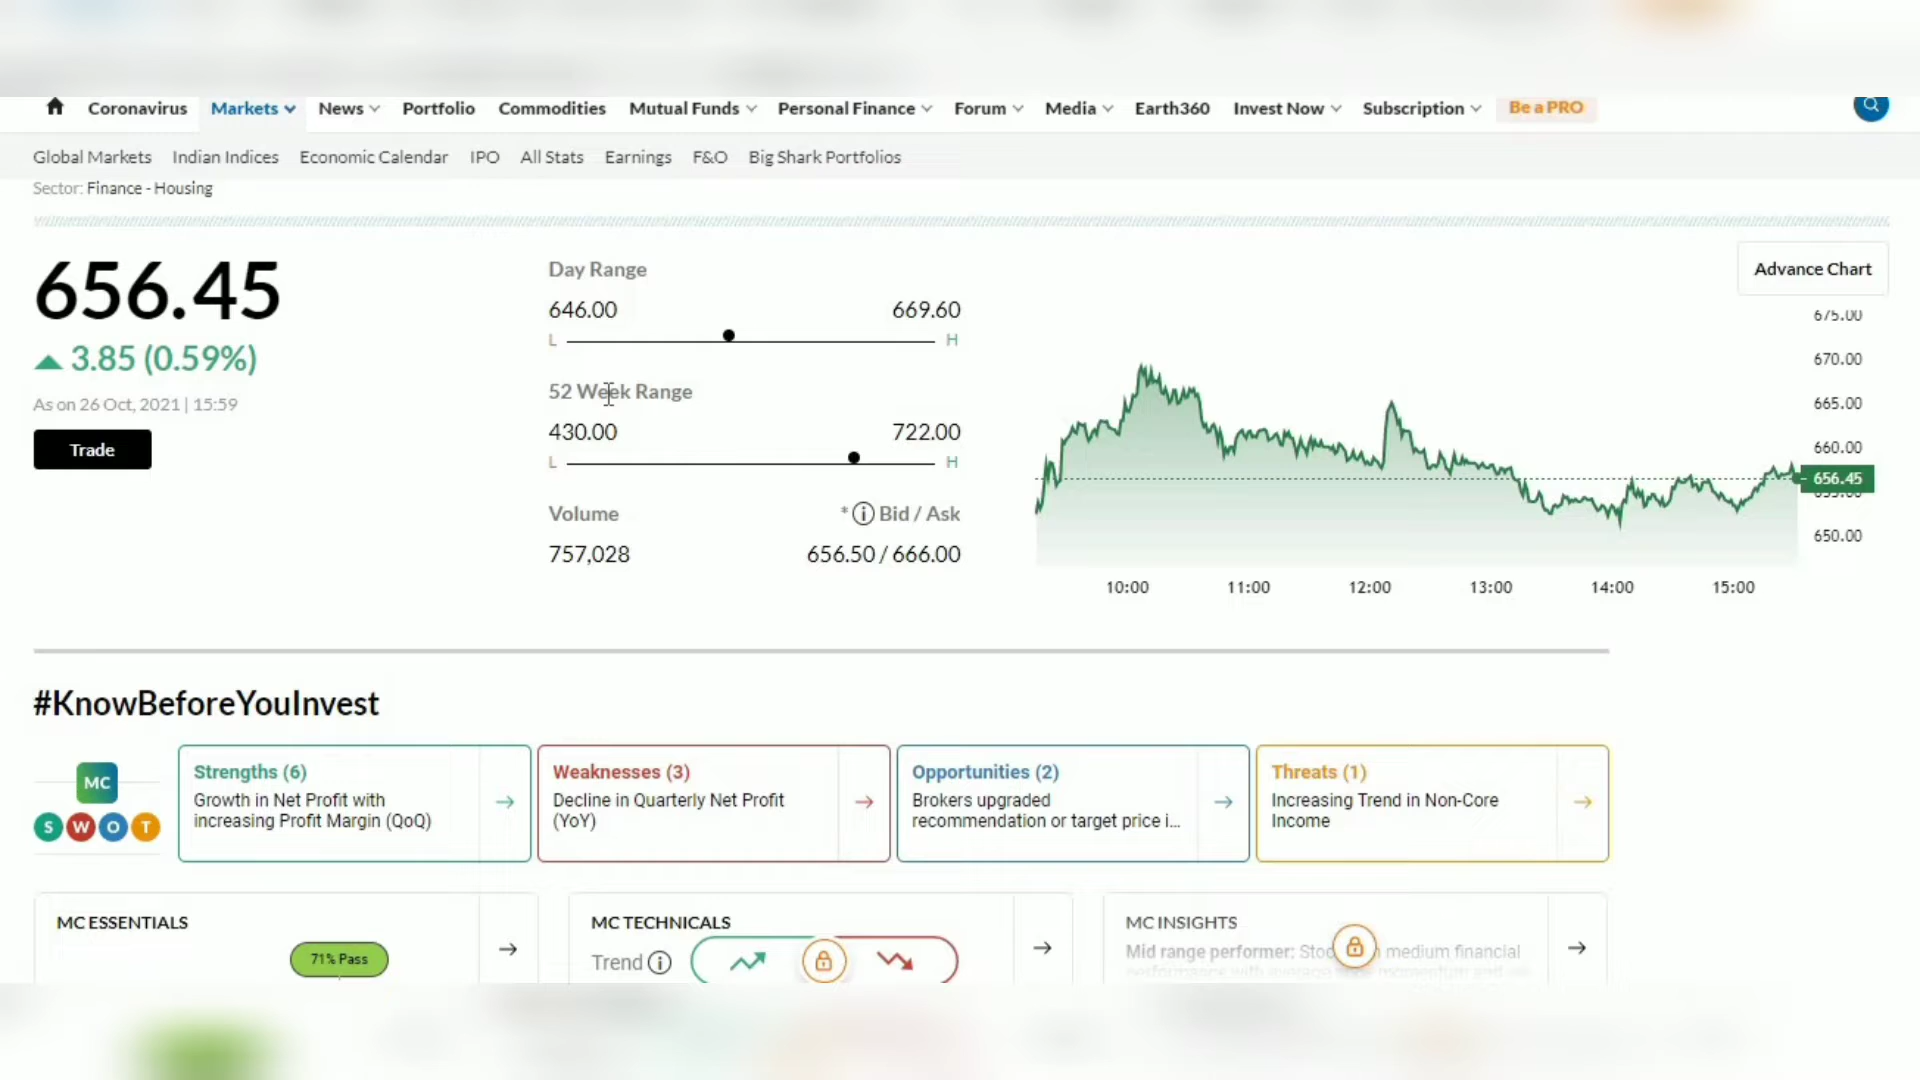 Coronavirus Markets News Portfolio Commodities Mutual Funds Personal Finance Forum Media Earth360 Invest Now Subscription Be a PRO
Global Markets Indian Indices Economic Calendar IPO All Stats Earnings F&O Big Shark Portfolios
Sector: Finance - Housing
656.45
3.85 (0.59%)
As on 26 Oct, 2021 | 15:59
Trade
Day Range
646.00 669.60
L H
52 Week Range
430.00 722.00
L H
Volume * i Bid / Ask
757,028 656.50 / 666.00
Advance Chart
675.00
670.00
665.00
660.00
656.45
655.00
650.00
10:00 11:00 12:00 13:00 14:00 15:00
#KnowBeforeYouInvest
MC
S W O T
Strengths (6)
Growth in Net Profit with
increasing Profit Margin (QoQ)
Weaknesses (3)
Decline in Quarterly Net Profit
(YoY)
Opportunities (2)
Brokers upgraded
recommendation or target price i...
Threats (1)
Increasing Trend in Non-Core
Income
MC ESSENTIALS
71% Pass
MC TECHNICALS
Trend i
MC INSIGHTS
Mid range performer: medium financial